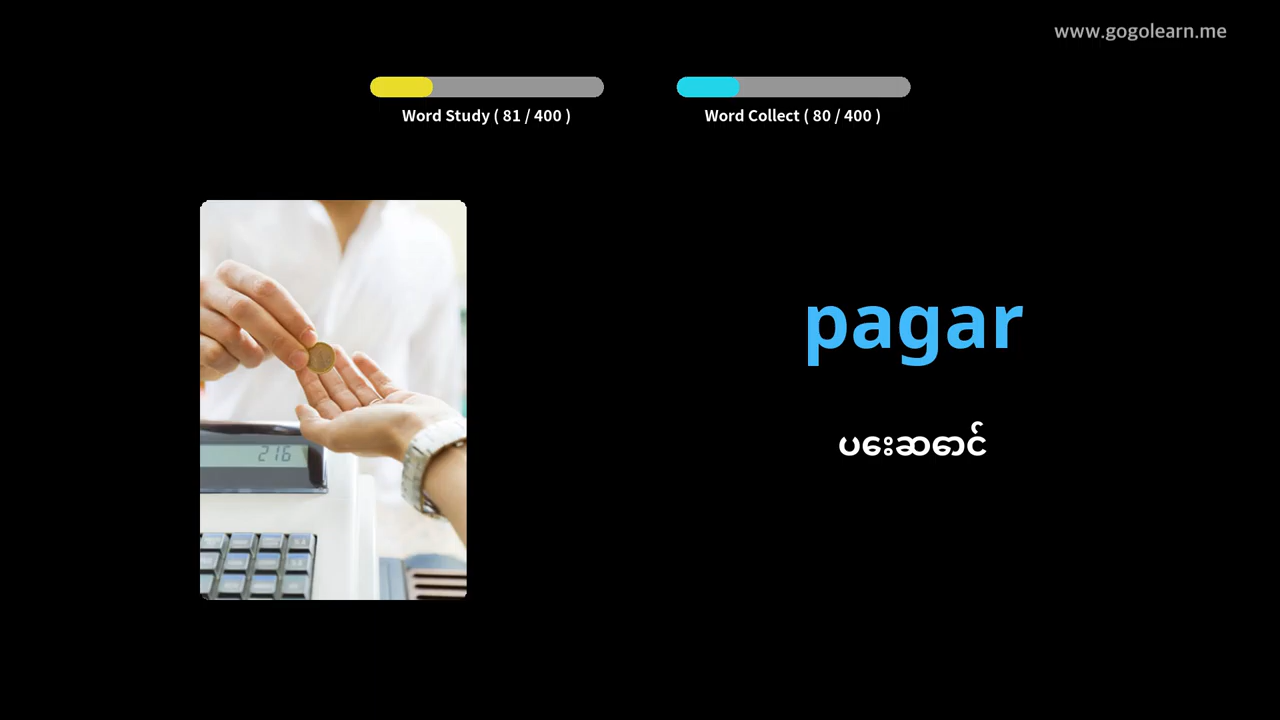 www.gogolearn.me
Word Study ( 81 / 400 )
Word Collect ( 80 / 400 )
216
pagar
ပေးဆောင်